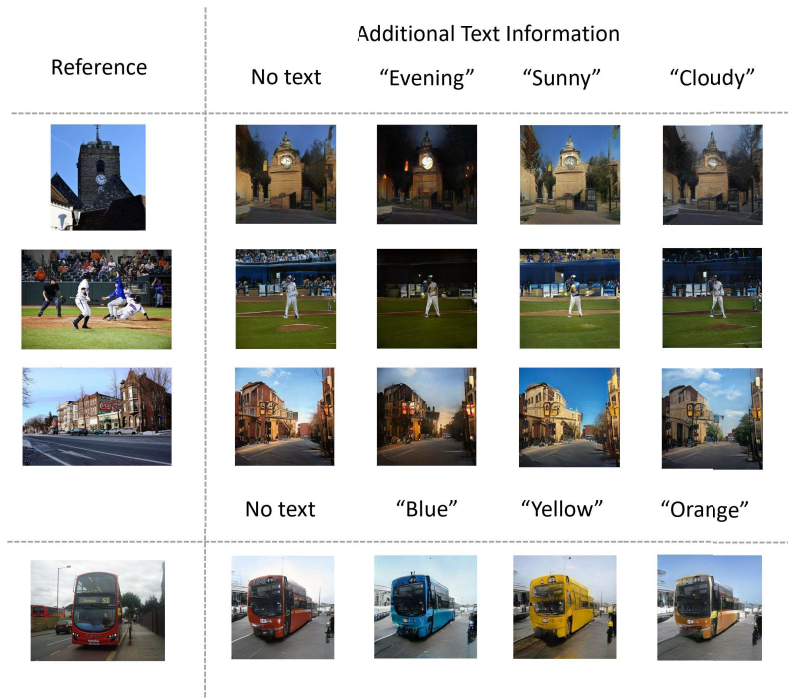 Additional Text Information
Reference
No text “Evening” “Sunny” “Cloudy”
No text “Blue” “Yellow” “Orange”